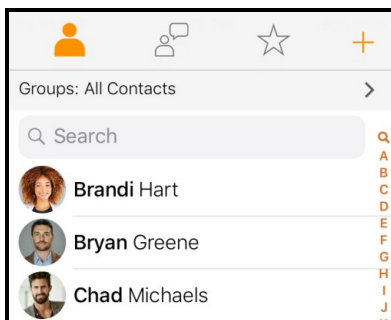 Groups: All Contacts
Search
A
Brandi Hart
B
C
D
E
Bryan Greene
F
G
H
Chad Michaels
I
J